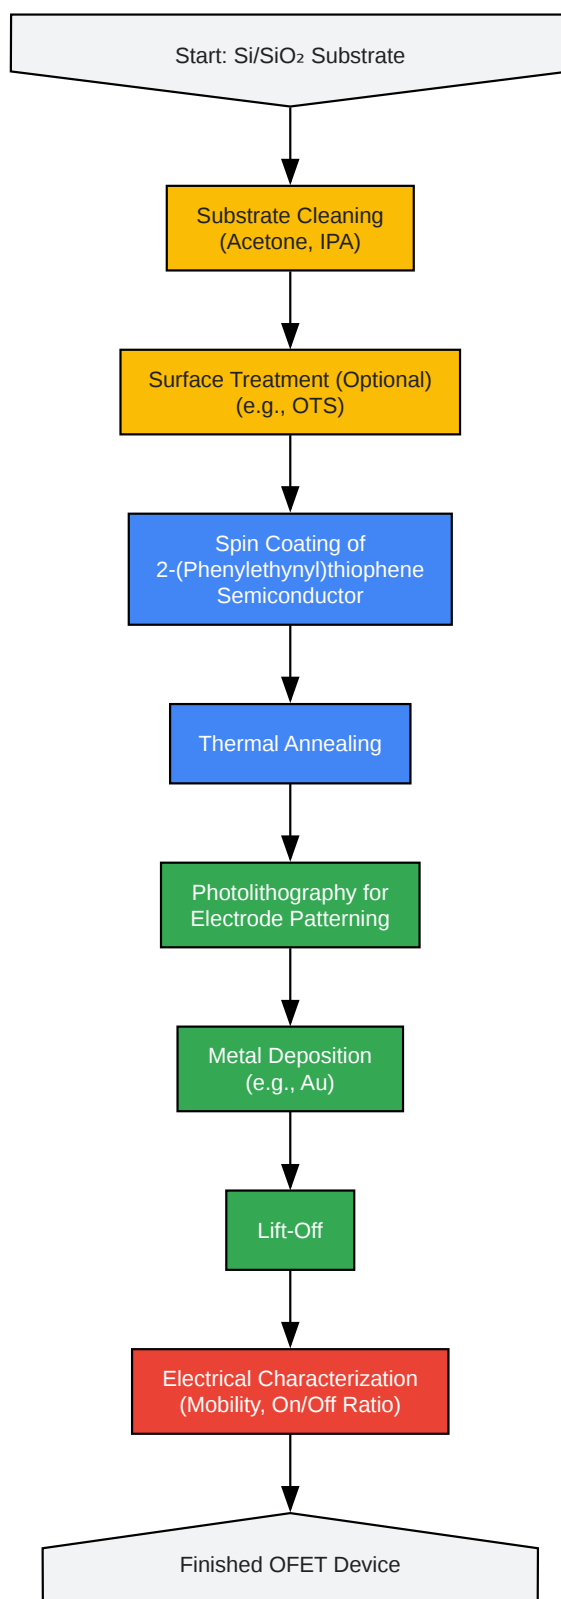 Start: Si/SiO₂ Substrate
Substrate Cleaning
(Acetone, IPA)
Surface Treatment (Optional)
(e.g., OTS)
Spin Coating of
2-(Phenylethynyl)thiophene
Semiconductor
Thermal Annealing
Photolithography for
Electrode Patterning
Metal Deposition
(e.g., Au)
Lift-Off
Electrical Characterization
(Mobility, On/Off Ratio)
Finished OFET Device